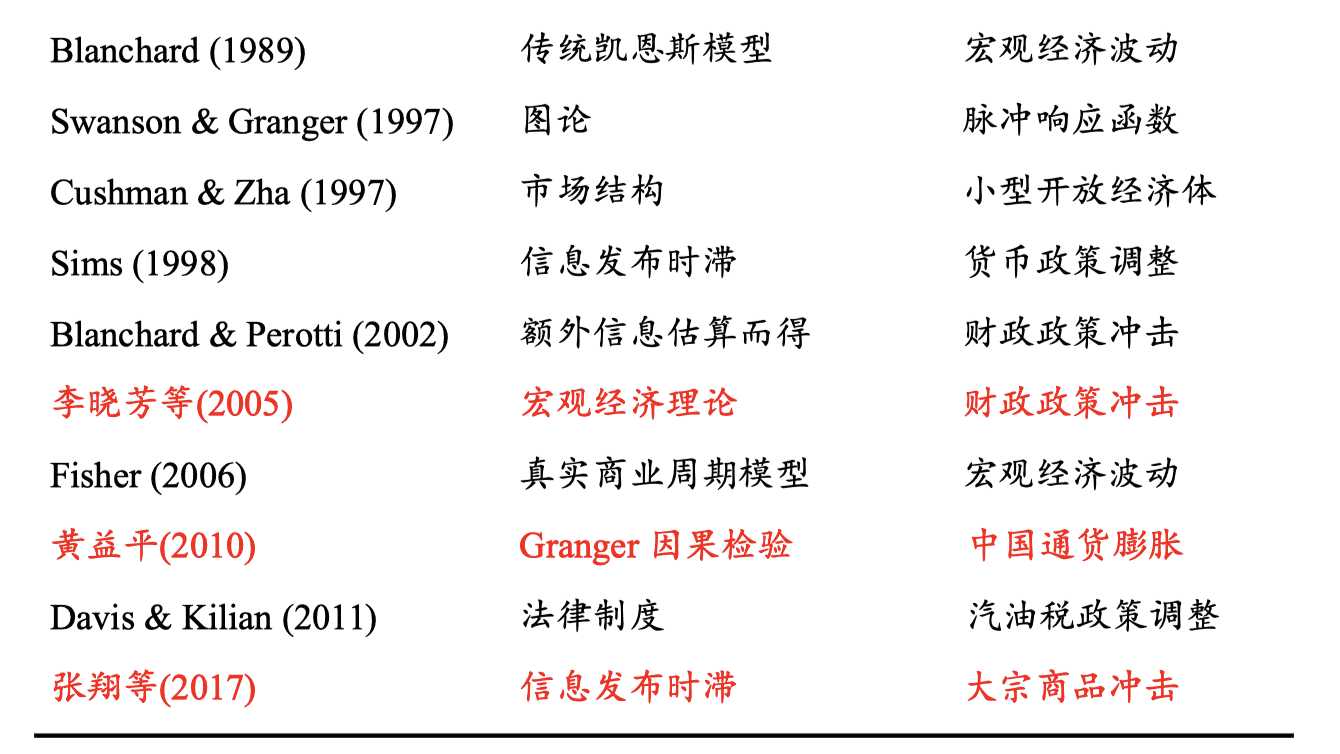 Blanchard (1989) 传统凯恩斯模型 宏观经济波动
Swanson & Granger (1997) 图论 脉冲响应函数
Cushman & Zha (1997) 市场结构 小型开放经济体
Sims (1998) 信息发布时滞 货币政策调整
Blanchard & Perotti (2002) 额外信息估算而得 财政政策冲击
李晓芳等(2005) 宏观经济理论 财政政策冲击
Fisher (2006) 真实商业周期模型 宏观经济波动
黄益平(2010) Granger 因果检验 中国通货膨胀
Davis & Kilian (2011) 法律制度 汽油税政策调整
张翔等(2017) 信息发布时滞 大宗商品冲击